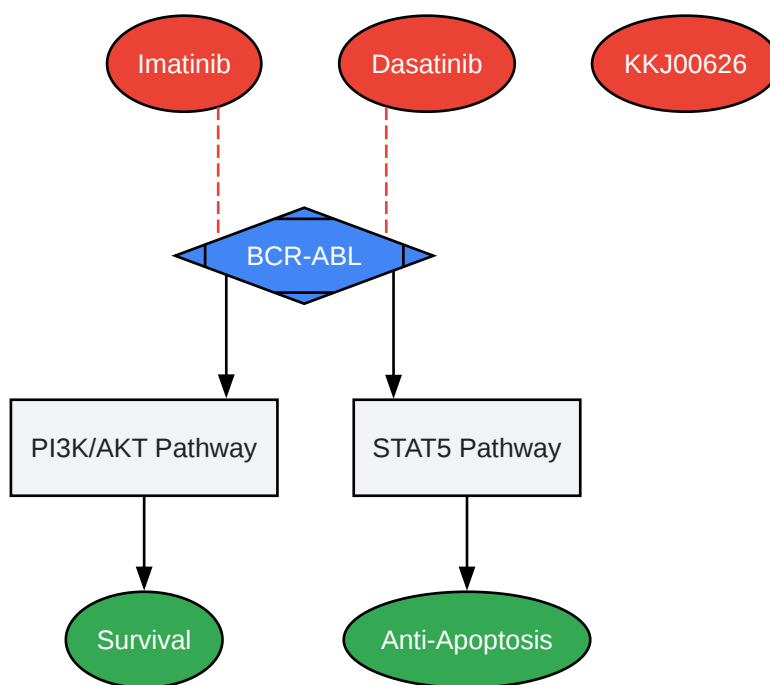 Imatinib
Dasatinib
KKJ00626
BCR-ABL
PI3K/AKT Pathway
STAT5 Pathway
Survival
Anti-Apoptosis